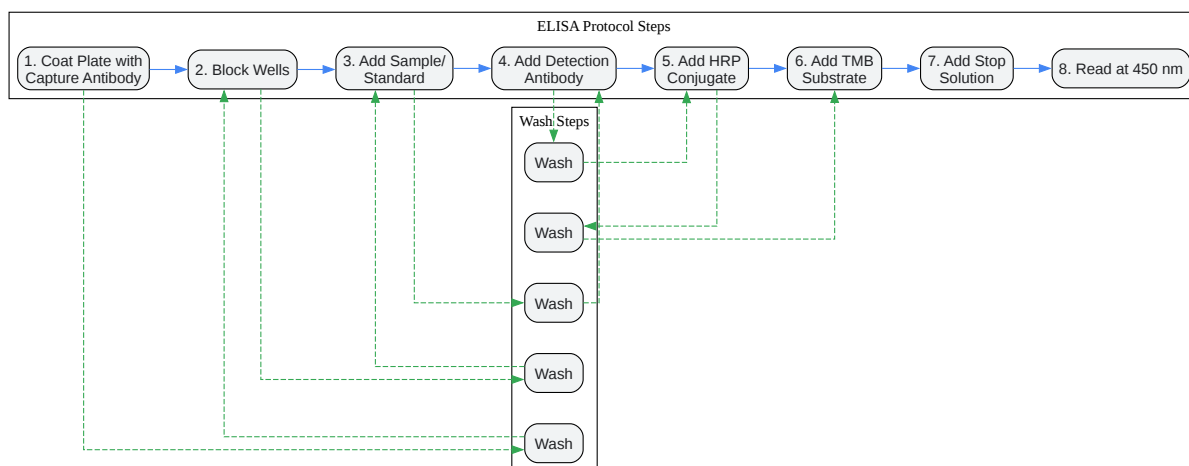 ELISA Protocol Steps
1. Coat Plate with
Capture Antibody
2. Block Wells
3. Add Sample/
Standard
4. Add Detection
Antibody
5. Add HRP
Conjugate
6. Add TMB
Substrate
7. Add Stop
Solution
8. Read at 450 nm
Wash Steps
Wash
Wash
Wash
Wash
Wash